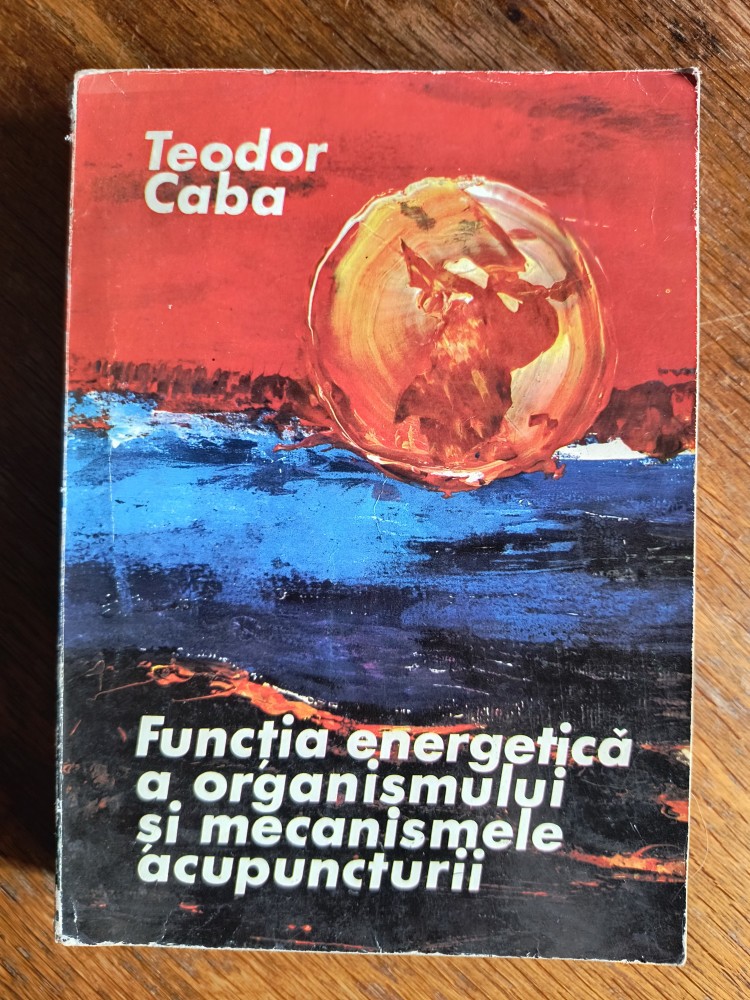 Teodor
Caba
Funcția energetică
a organismului
și mecanismele
acupuncturii